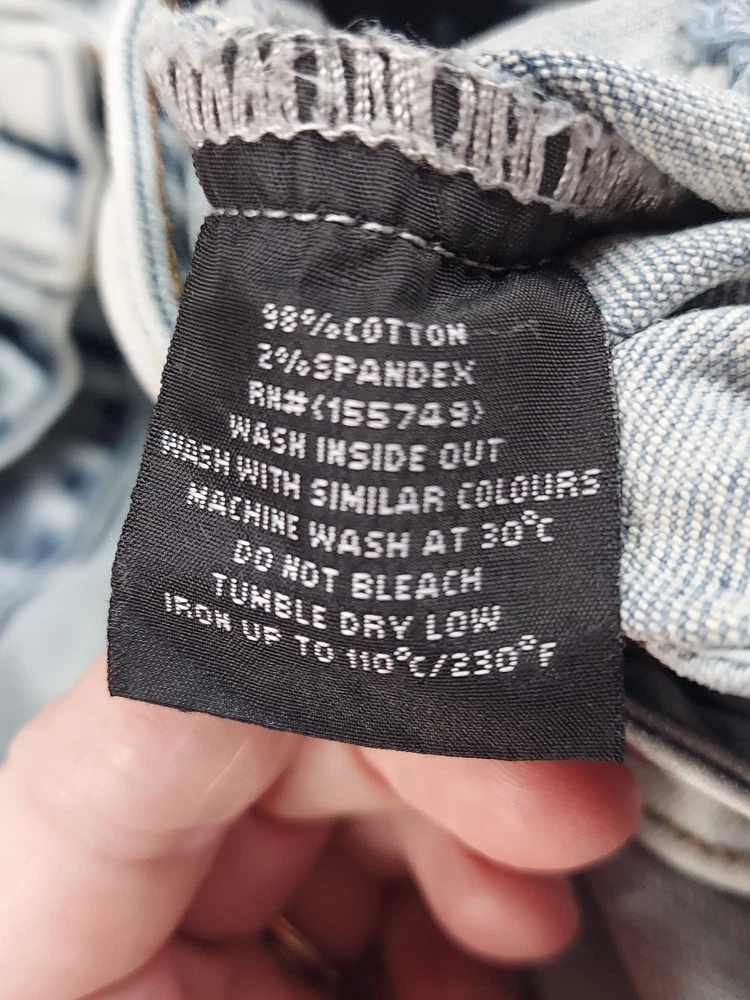 98%COTTON
2%SPANDEX
RN#(155749)
WASH INSIDE OUT
WASH WITH SIMILAR COLOURS
MACHINE WASH AT 30°C
DO NOT BLEACH
TUMBLE DRY LOW
IRON UP TO 110°C/230°F